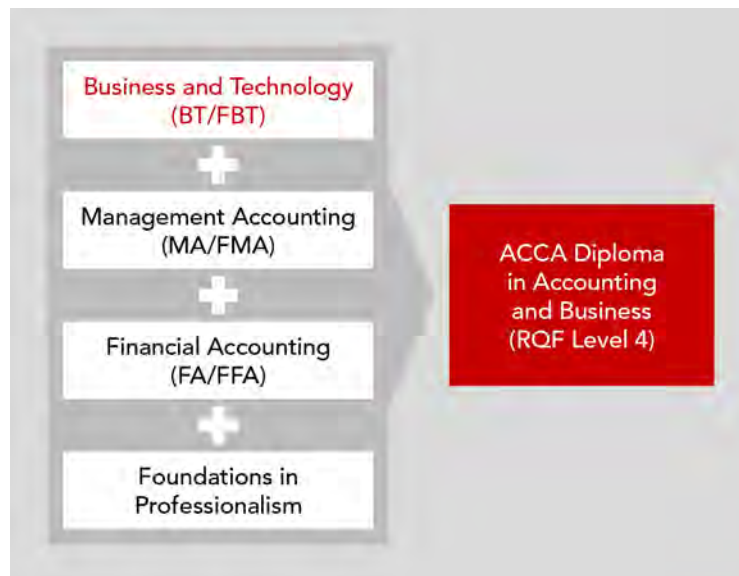 Business and Technology
(BT/FBT)
Management Accounting
(MA/FMA)
Financial Accounting
(FA/FFA)
Foundations in
Professionalism
ACCA Diploma
in Accounting
and Business
(RQF Level 4)